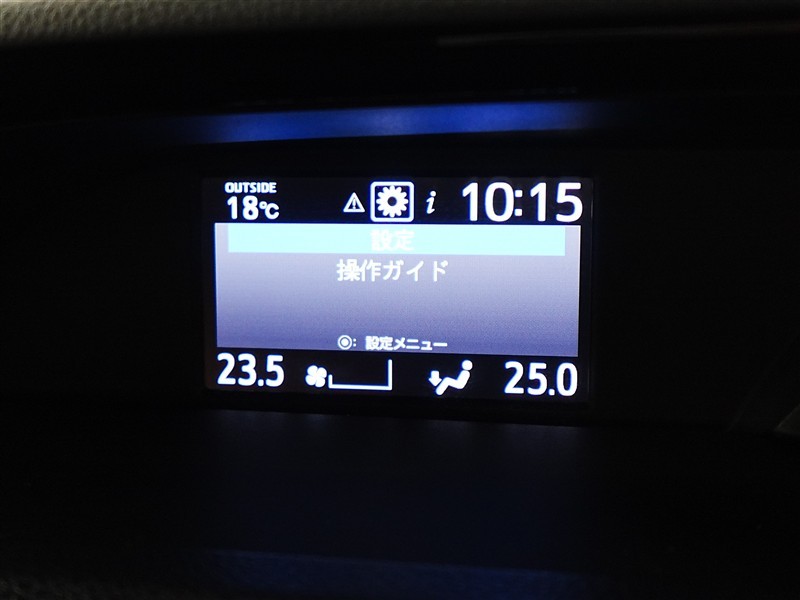 OUTSIDE
18℃ i 10:15
設定
操作ガイド
◉: 設定メニュー
23.5 25.0